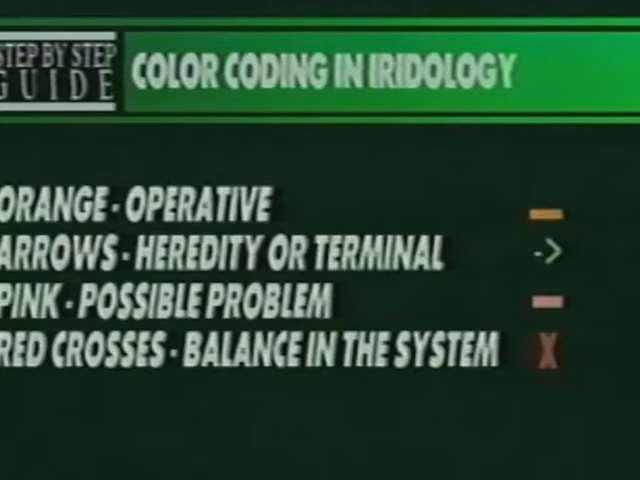 STEP BY STEP
GUIDE
COLOR CODING IN IRIDOLOGY
ORANGE - OPERATIVE
ARROWS - HEREDITY OR TERMINAL ->
PINK - POSSIBLE PROBLEM
RED CROSSES - BALANCE IN THE SYSTEM X